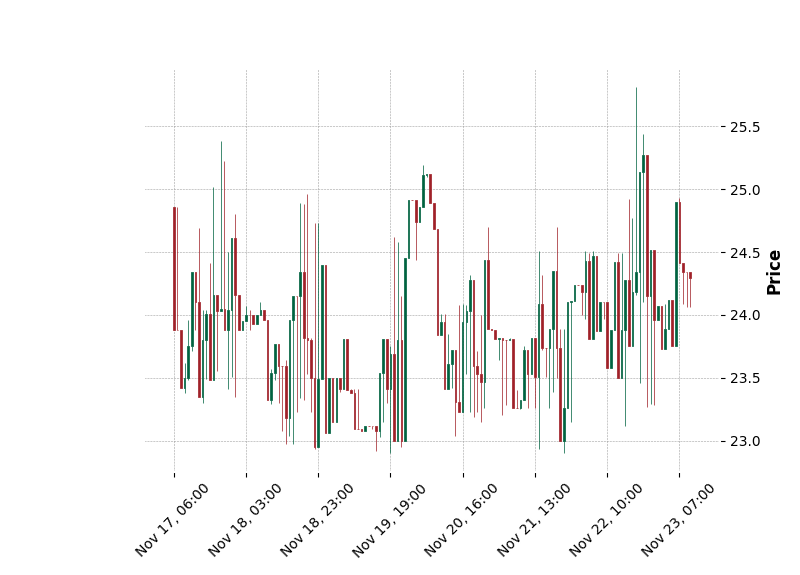 25.5
25.0
24.5
24.0
23.5
23.0
Price
Nov 17, 06:00
Nov 18, 03:00
Nov 18, 23:00
Nov 19, 19:00
Nov 20, 16:00
Nov 21, 13:00
Nov 22, 10:00
Nov 23, 07:00